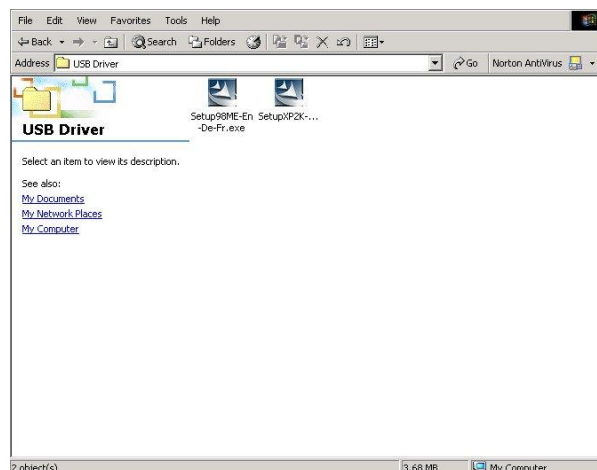 File Edit View Favorites Tools Help
Back Search Folders
Address USB Driver Go Norton AntiVirus
USB Driver
Select an item to view its description.
See also:
My Documents
My Network Places
My Computer
Setup98ME-En SetupXP2K-...
-De-Fr.exe
2 object(s) 3.68 MB My Computer